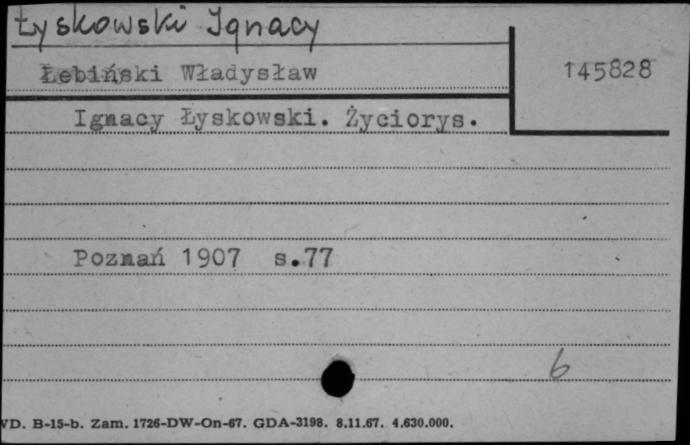 Łyskowski Ignacy
Łebiński Władysław
145828
Ignacy Łyskowski. Życiorys.
Poznań 1907 s.77
6
VD. B-15-b. Zam. 1726-DW-On-67. GDA-3198. 8.11.67. 4.630.000.